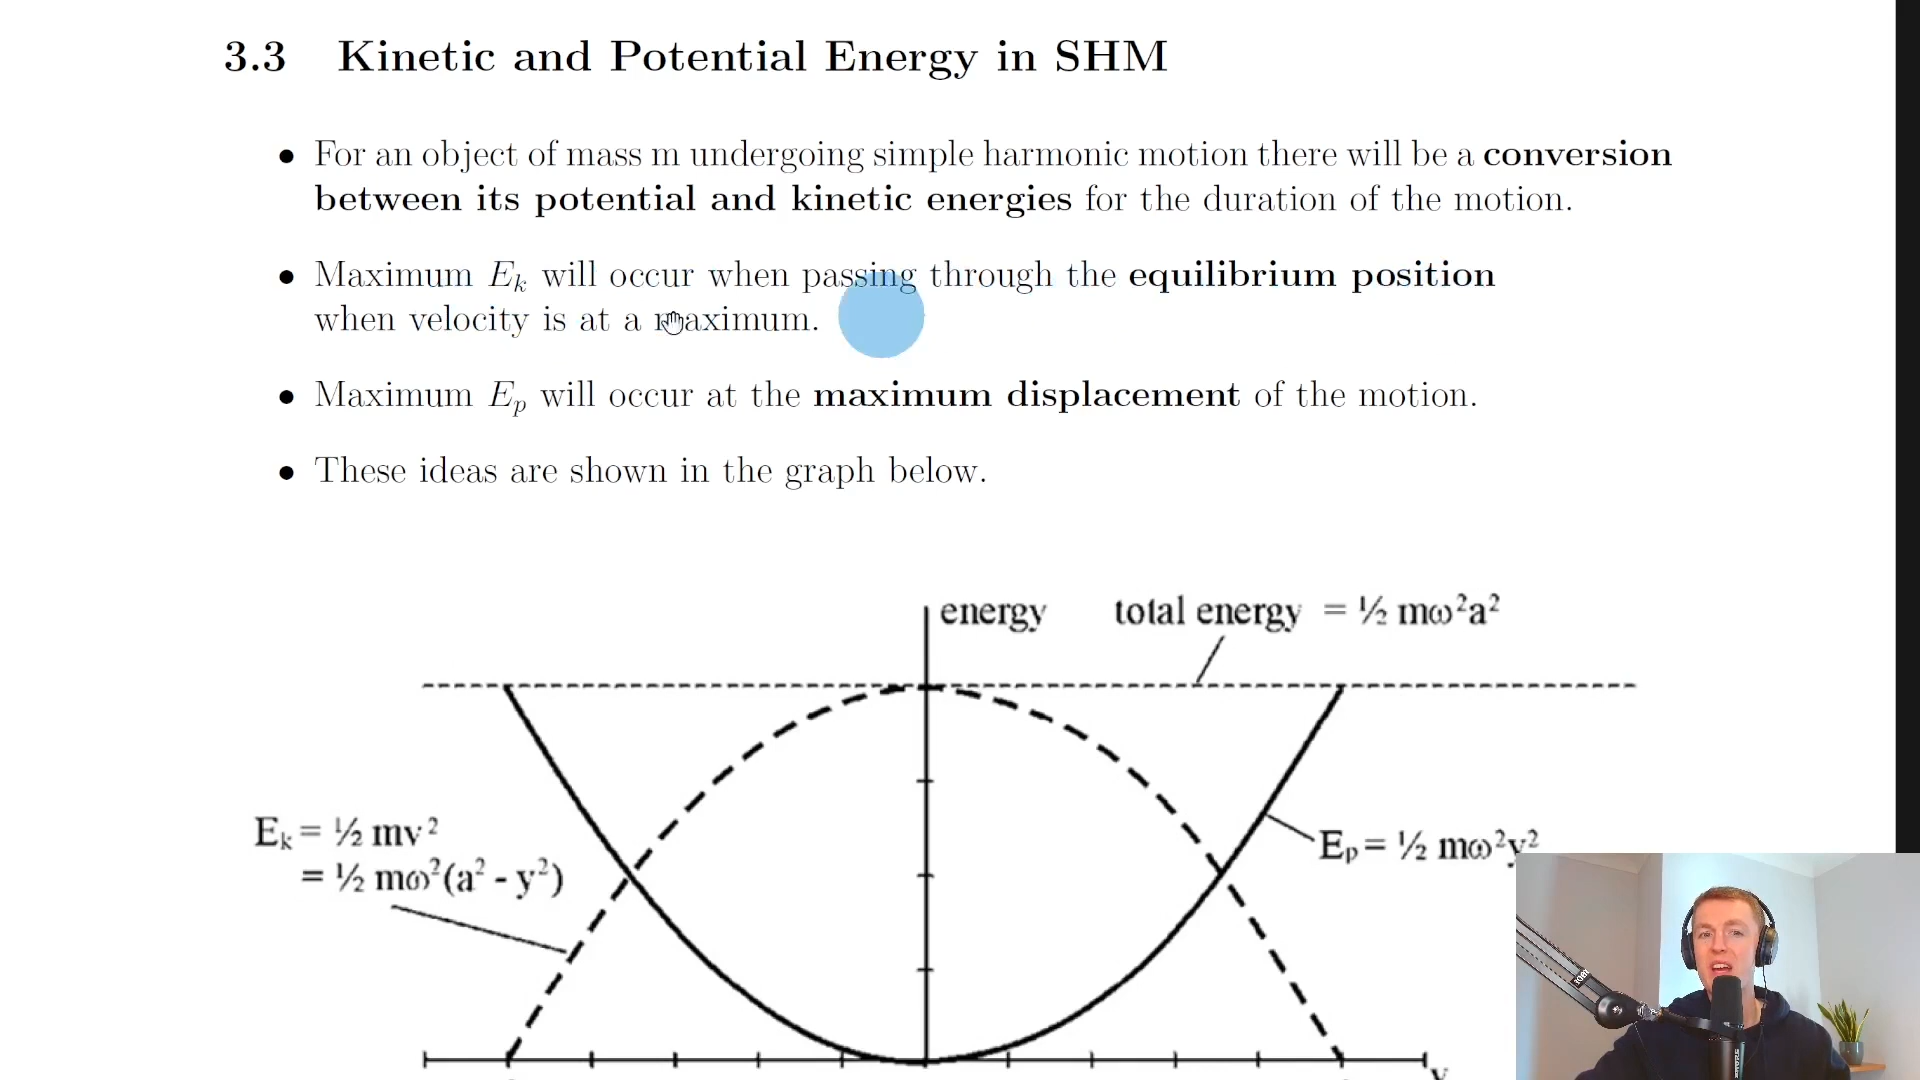 3.3 Kinetic and Potential Energy in SHM
• For an object of mass m undergoing simple harmonic motion there will be a conversion
between its potential and kinetic energies for the duration of the motion.
• Maximum Eₖ will occur when passing through the equilibrium position
when velocity is at a maximum.
• Maximum Eₚ will occur at the maximum displacement of the motion.
• These ideas are shown in the graph below.
energy
total energy = ½ mω²a²
Eₖ = ½ mv²
= ½ mω²(a² - y²)
Eₚ = ½ mω²y²
y